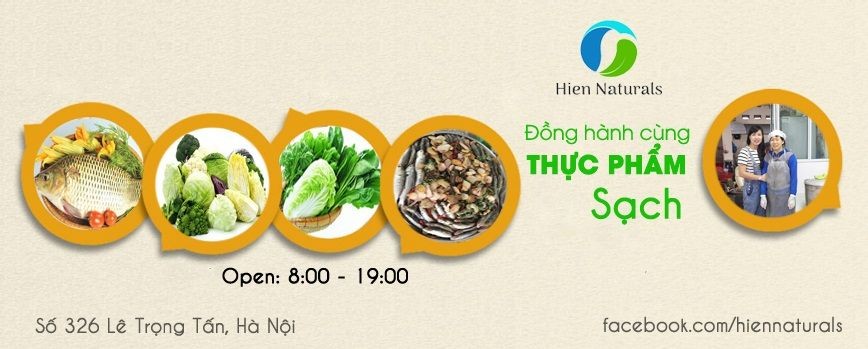 Hien Naturals
Đồng hành cùng
THỰC PHẨM
Sạch
Open: 8:00 - 19:00
Số 326 Lê Trọng Tấn, Hà Nội
facebook.com/hiennaturals